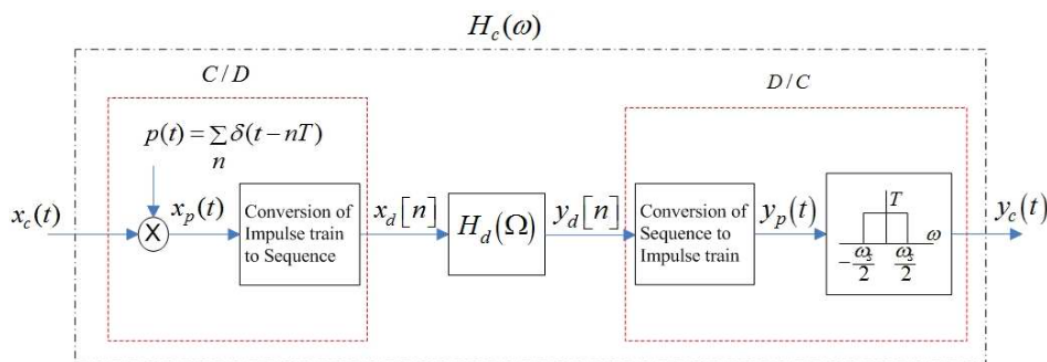 H_c(ω)
C/D
D/C
p(t) = ∑ δ(t−nT)
n
x_c(t)
x_p(t)
X
Conversion of
Impulse train
to Sequence
x_d[n]
H_d(Ω)
y_d[n]
Conversion of
Sequence to
Impulse train
y_p(t)
T
ω
−ω_s/2
ω_s/2
y_c(t)